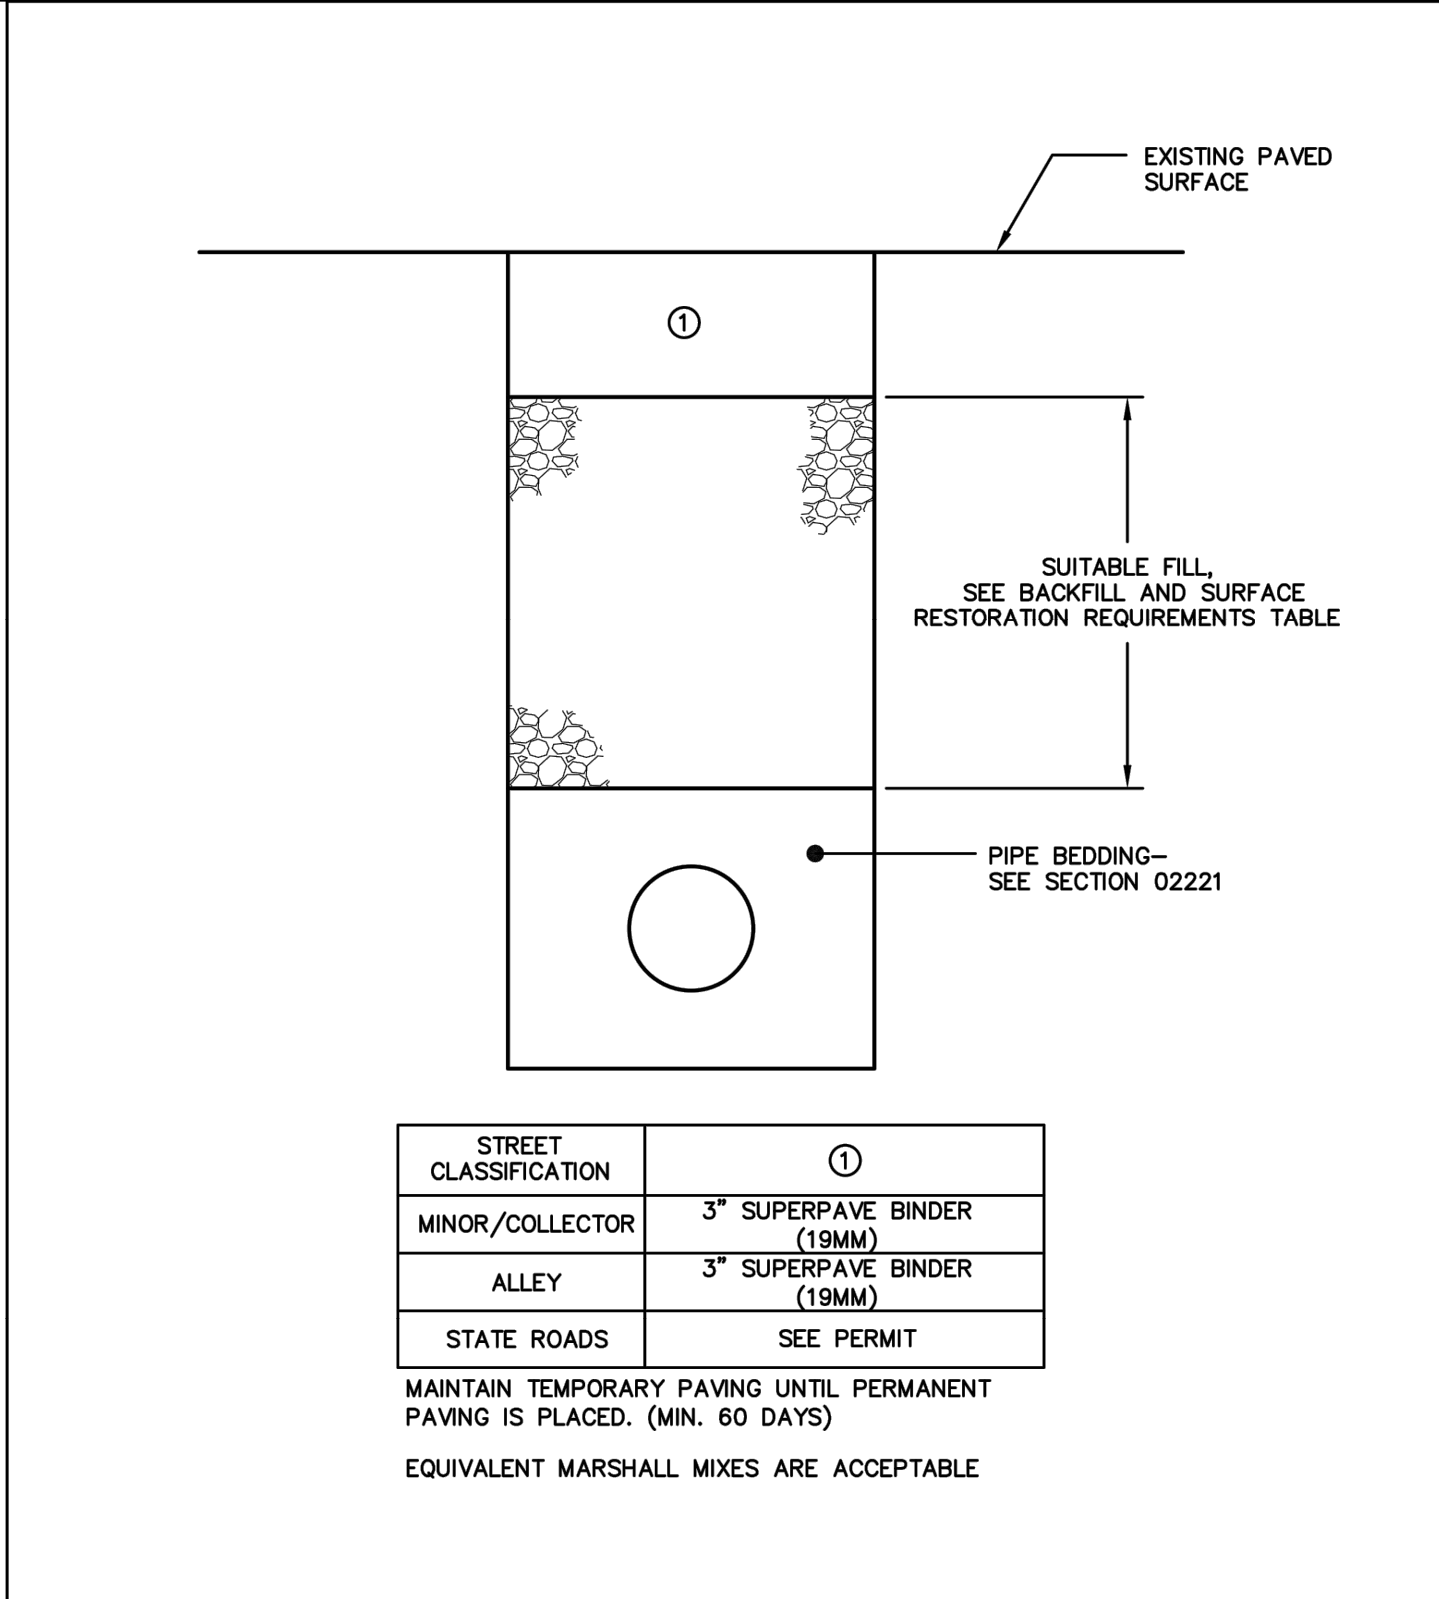 EXISTING PAVED
SURFACE
①
SUITABLE FILL,
SEE BACKFILL AND SURFACE
RESTORATION REQUIREMENTS TABLE
PIPE BEDDING–
SEE SECTION 02221
STREET
CLASSIFICATION
①
MINOR/COLLECTOR
3" SUPERPAVE BINDER
(19MM)
ALLEY
3" SUPERPAVE BINDER
(19MM)
STATE ROADS
SEE PERMIT
MAINTAIN TEMPORARY PAVING UNTIL PERMANENT
PAVING IS PLACED. (MIN. 60 DAYS)
EQUIVALENT MARSHALL MIXES ARE ACCEPTABLE